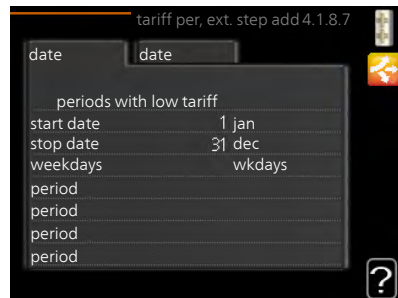 tariff per, ext. step add 4.1.8.7
date date
periods with low tariff
start date 1 jan
stop date 31 dec
weekdays wkdays
period
period
period
period
?